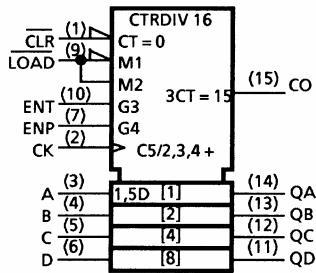 CTRDIV 16
CLR (1) CT = 0
LOAD (9) M1
M2
3CT = 15 (15) CO
ENT (10) G3
ENP (7) G4
CK (2) C5/2,3,4 +
A (3) 1,5D [1] (14) QA
B (4) [2] (13) QB
C (5) [4] (12) QC
D (6) [8] (11) QD